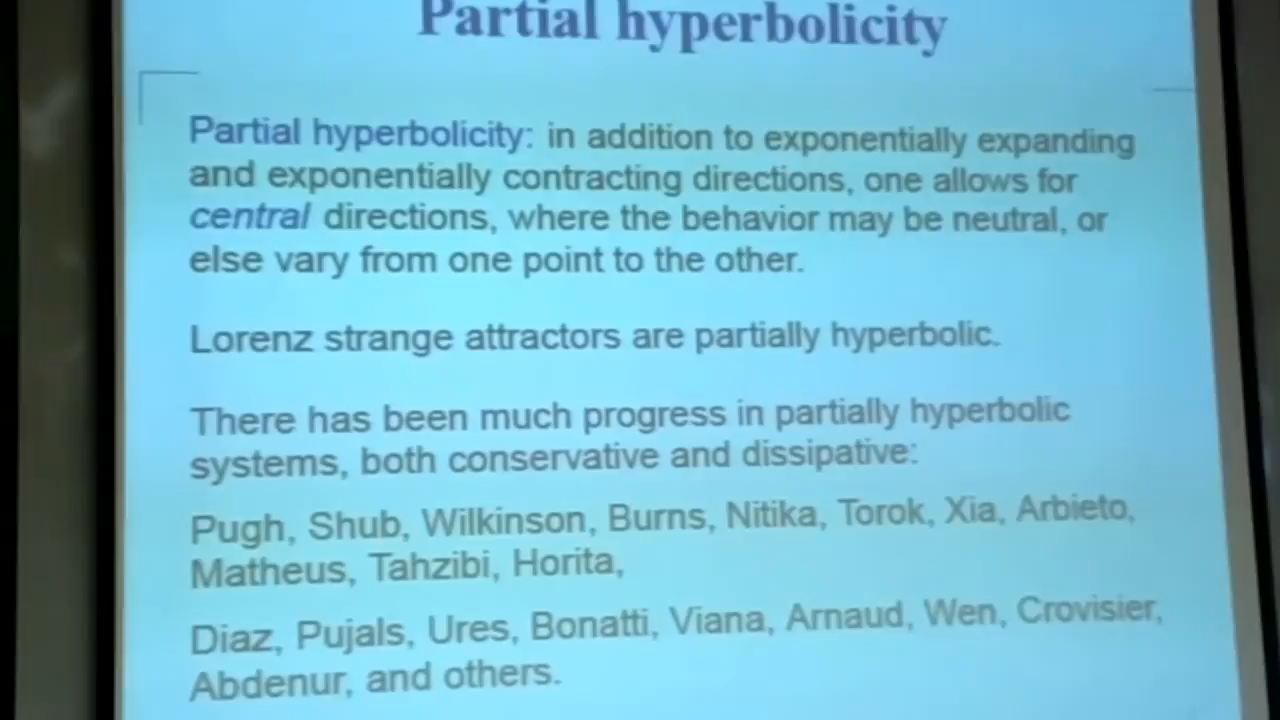 Partial hyperbolicity
Partial hyperbolicity: in addition to exponentially expanding
and exponentially contracting directions, one allows for
central directions, where the behavior may be neutral, or
else vary from one point to the other.
Lorenz strange attractors are partially hyperbolic.
There has been much progress in partially hyperbolic
systems, both conservative and dissipative:
Pugh, Shub, Wilkinson, Burns, Nitika, Torok, Xia, Arbieto,
Matheus, Tahzibi, Horita,
Diaz, Pujals, Ures, Bonatti, Viana, Arnaud, Wen, Crovisier,
Abdenur, and others.